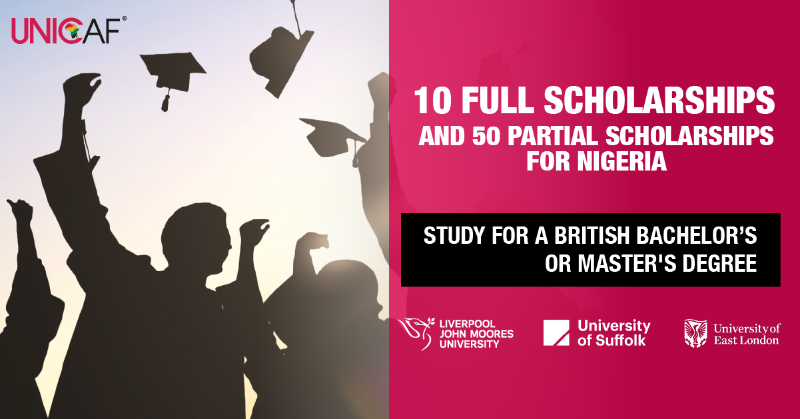 UNICAF®
10 FULL SCHOLARSHIPS
AND 50 PARTIAL SCHOLARSHIPS
FOR NIGERIA
STUDY FOR A BRITISH BACHELOR’S
OR MASTER'S DEGREE
LIVERPOOL
JOHN MOORES
UNIVERSITY
University
of Suffolk
University of
East London